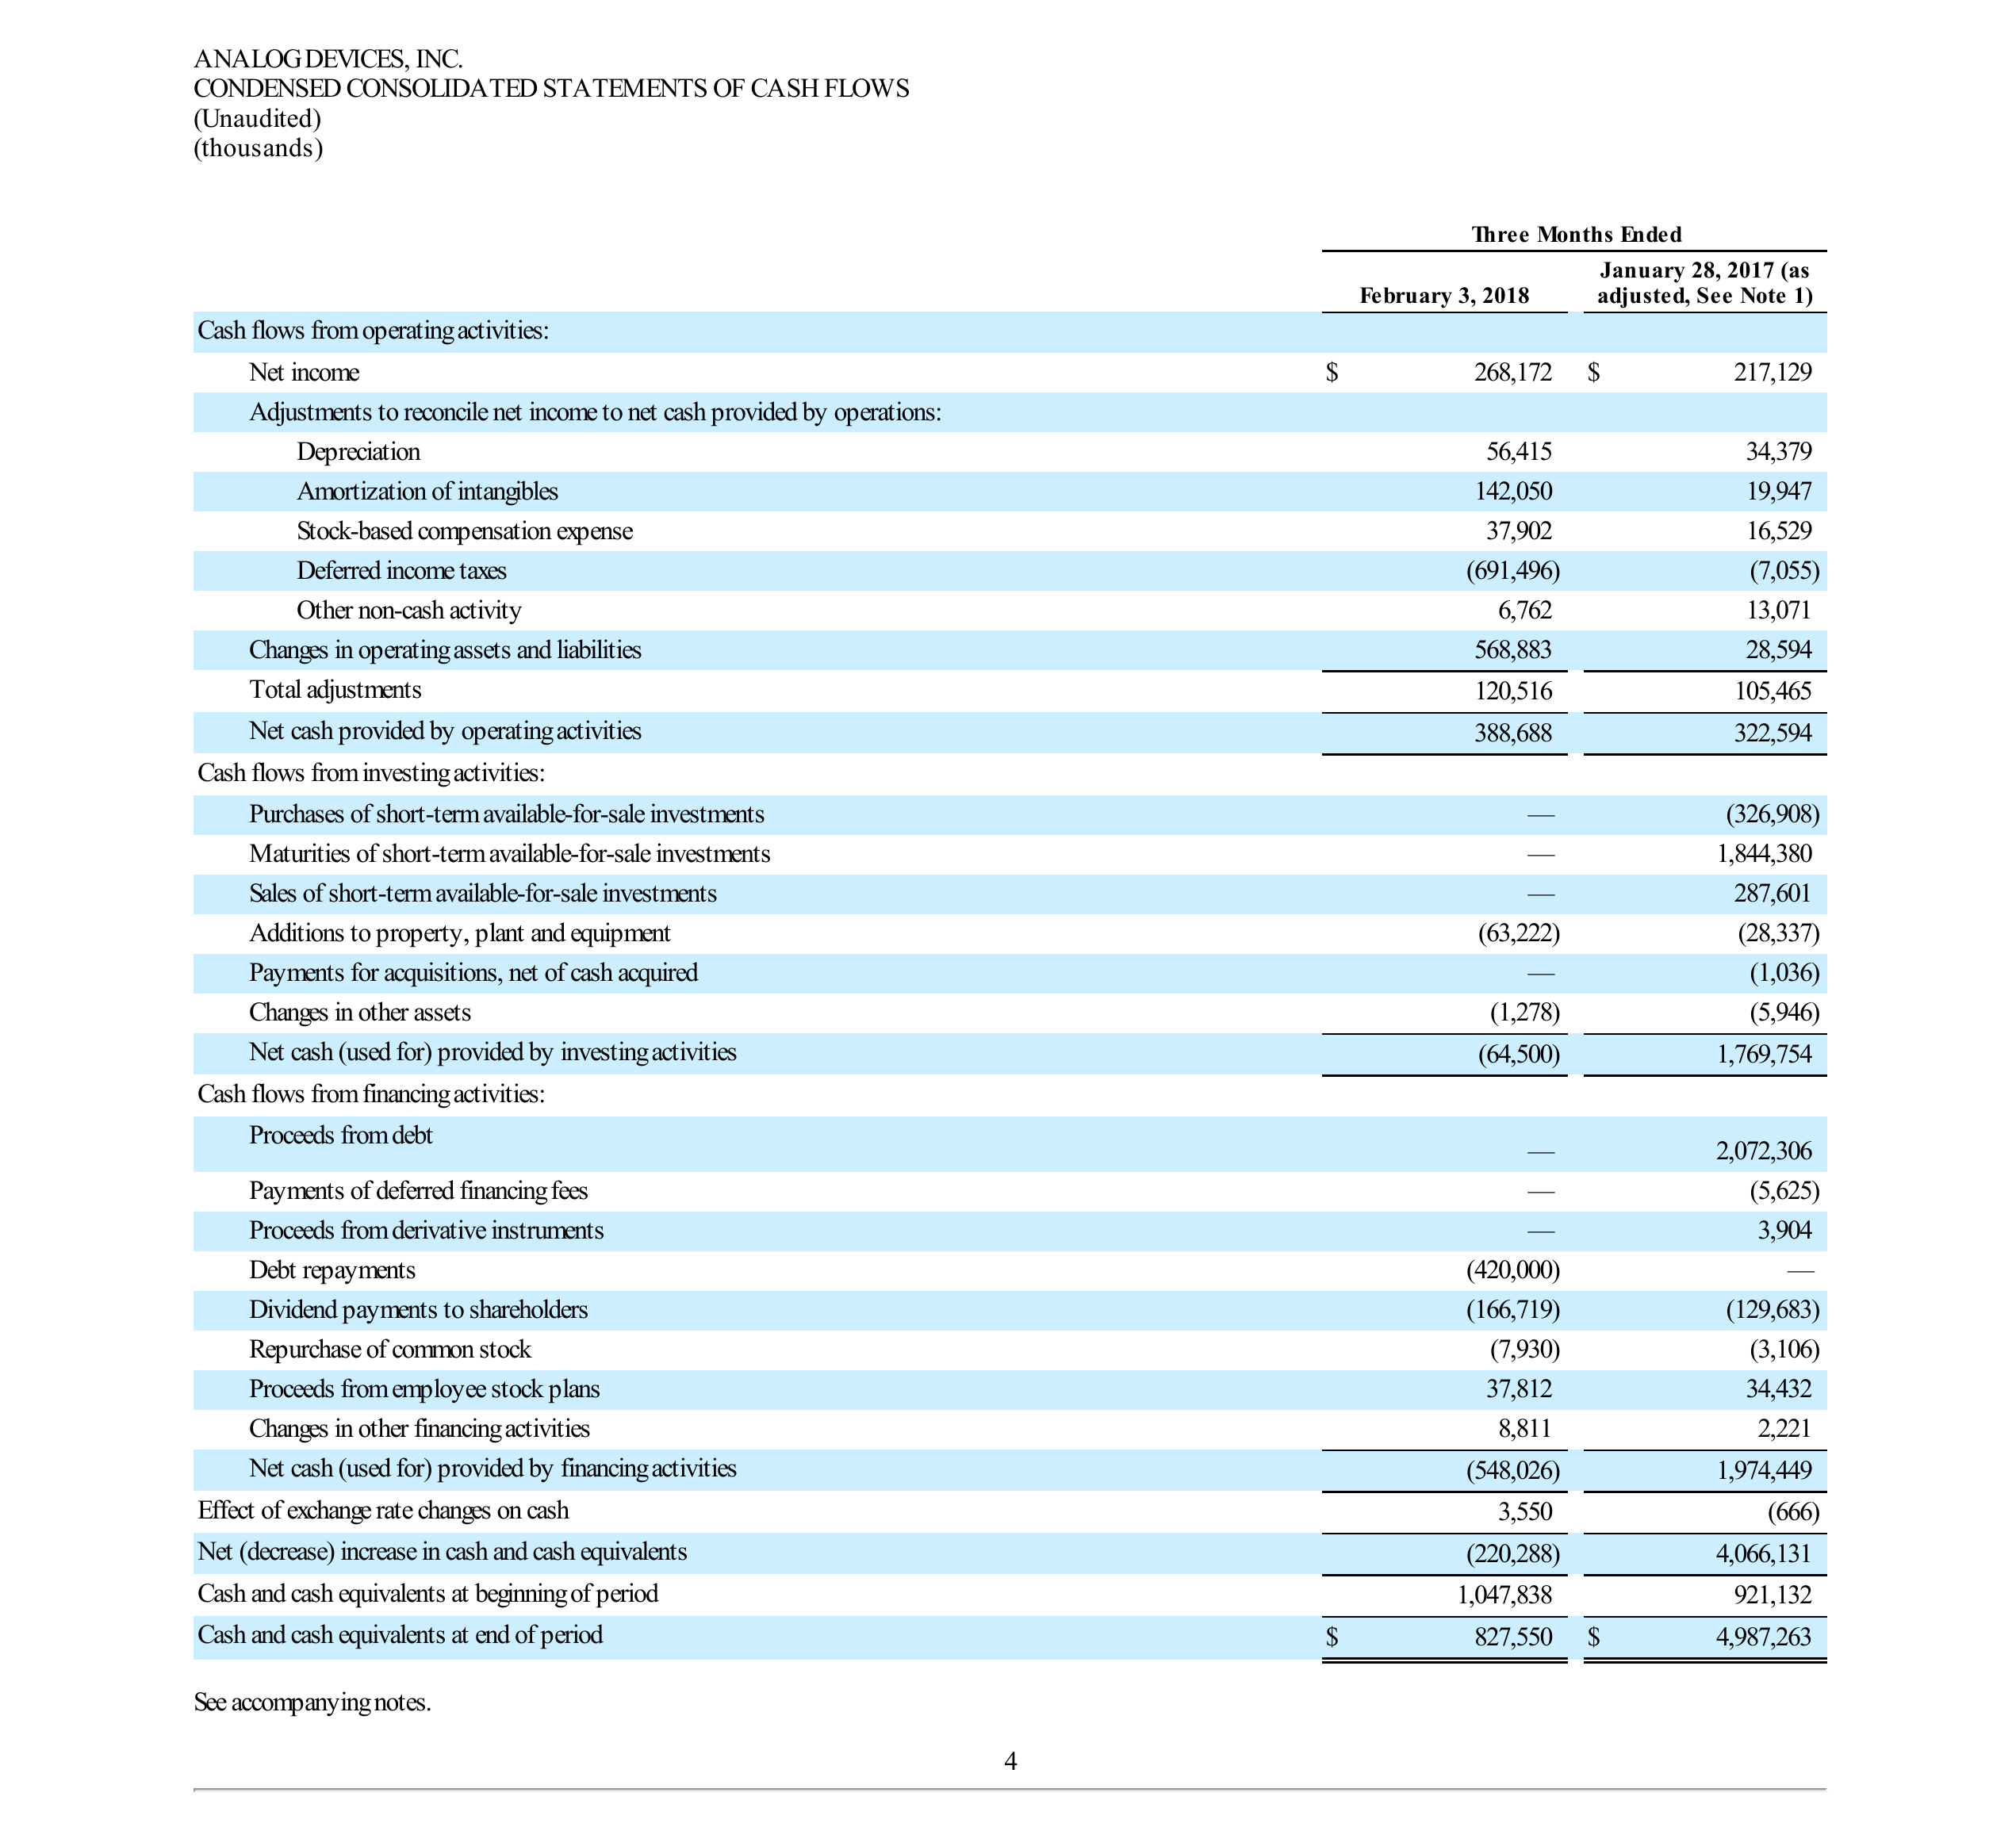 ANALOG DEVICES, INC.
CONDENSED CONSOLIDATED STATEMENTS OF CASH FLOWS
(Unaudited)
(thousands)
Three Months Ended
February 3, 2018 January 28, 2017 (as adjusted, See Note 1)
Cash flows from operating activities:
Net income $ 268,172 $ 217,129
Adjustments to reconcile net income to net cash provided by operations:
Depreciation 56,415 34,379
Amortization of intangibles 142,050 19,947
Stock-based compensation expense 37,902 16,529
Deferred income taxes (691,496) (7,055)
Other non-cash activity 6,762 13,071
Changes in operating assets and liabilities 568,883 28,594
Total adjustments 120,516 105,465
Net cash provided by operating activities 388,688 322,594
Cash flows from investing activities:
Purchases of short-term available-for-sale investments — (326,908)
Maturities of short-term available-for-sale investments — 1,844,380
Sales of short-term available-for-sale investments — 287,601
Additions to property, plant and equipment (63,222) (28,337)
Payments for acquisitions, net of cash acquired — (1,036)
Changes in other assets (1,278) (5,946)
Net cash (used for) provided by investing activities (64,500) 1,769,754
Cash flows from financing activities:
Proceeds from debt — 2,072,306
Payments of deferred financing fees — (5,625)
Proceeds from derivative instruments — 3,904
Debt repayments (420,000) —
Dividend payments to shareholders (166,719) (129,683)
Repurchase of common stock (7,930) (3,106)
Proceeds from employee stock plans 37,812 34,432
Changes in other financing activities 8,811 2,221
Net cash (used for) provided by financing activities (548,026) 1,974,449
Effect of exchange rate changes on cash 3,550 (666)
Net (decrease) increase in cash and cash equivalents (220,288) 4,066,131
Cash and cash equivalents at beginning of period 1,047,838 921,132
Cash and cash equivalents at end of period $ 827,550 $ 4,987,263
See accompanying notes.
4